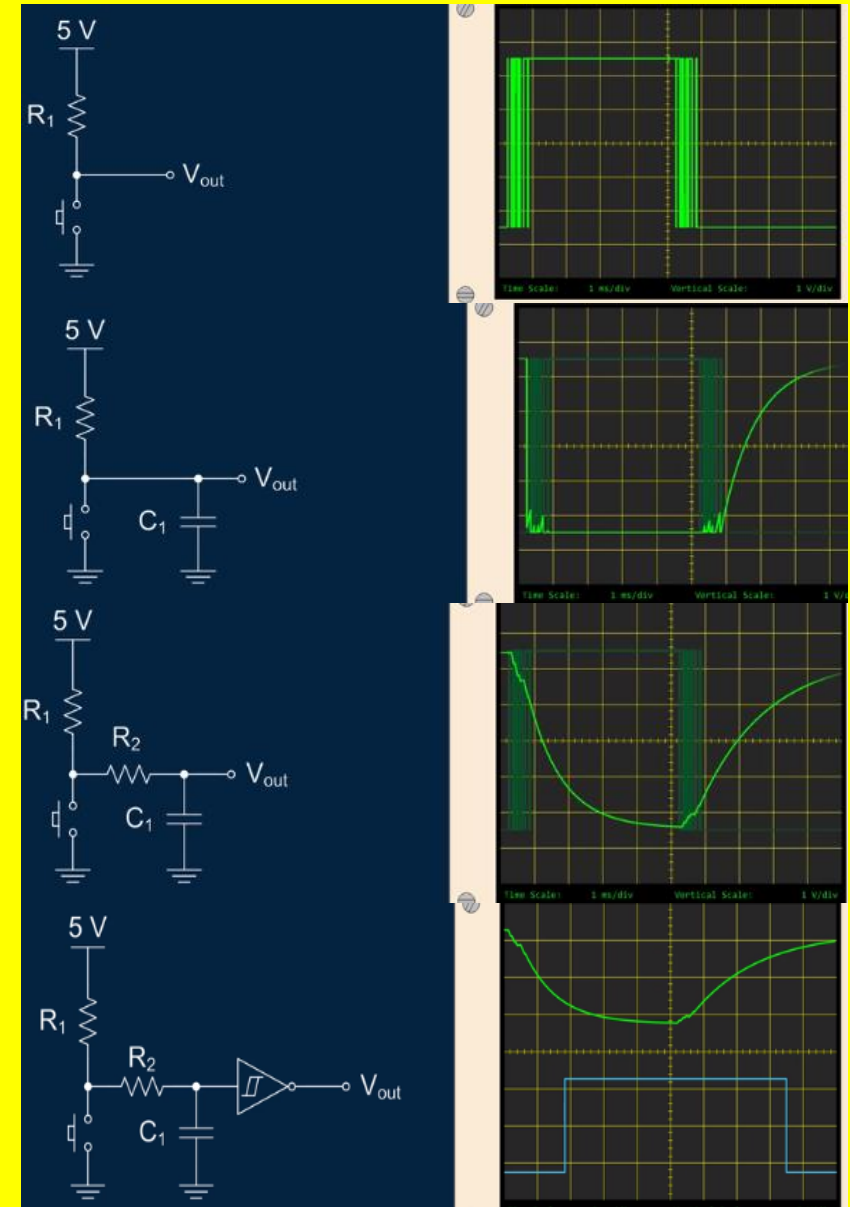 5 V
R₁
Vout
Time Scale: 1 ms/div Vertical Scale: 1 V/div
5 V
R₁
Vout
C₁
Time Scale: 1 ms/div Vertical Scale: 1 V/d
5 V
R₁
R₂
Vout
C₁
Time Scale: 1 ms/div Vertical Scale: 1 V/div
5 V
R₁
R₂
Vout
C₁